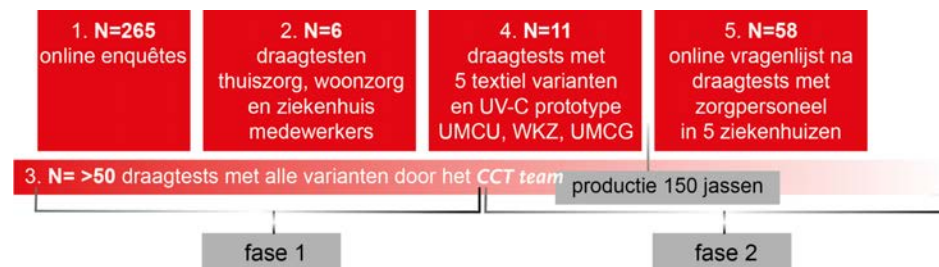 1. N=265
online enquêtes
2. N=6
draagtesten
thuiszorg, woonzorg
en ziekenhuis
medewerkers
4. N=11
draagtests met
5 textiel varianten
en UV-C prototype
UMCU, WKZ, UMCG
5. N=58
online vragenlijst na
draagtests met
zorgpersoneel
in 5 ziekenhuizen
3. N= >50 draagtests met alle varianten door het CCT team
productie 150 jassen
fase 1
fase 2